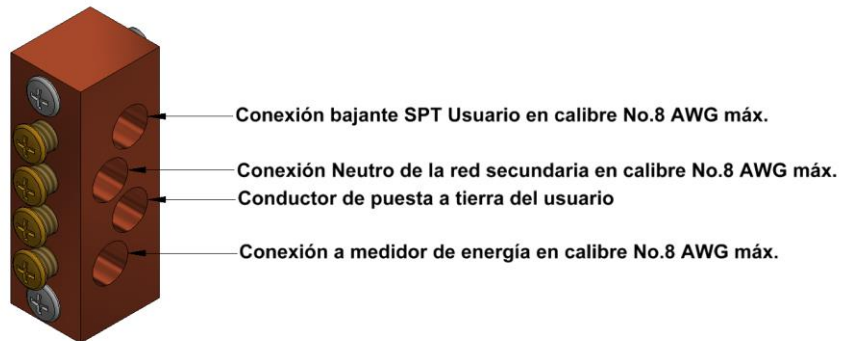 Conexión bajante SPT Usuario en calibre No.8 AWG máx.
Conexión Neutro de la red secundaria en calibre No.8 AWG máx.
Conductor de puesta a tierra del usuario
Conexión a medidor de energía en calibre No.8 AWG máx.